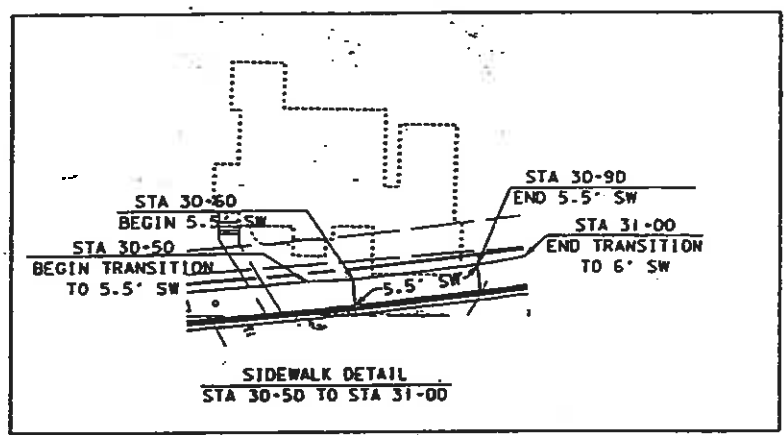 STA 30+60
BEGIN 5.5' SW
STA 30+50
BEGIN TRANSITION
TO 5.5' SW
STA 30+90
END 5.5' SW
STA 31+00
END TRANSITION
TO 6' SW
5.5' SW
SIDEWALK DETAIL
STA 30+50 TO STA 31+00